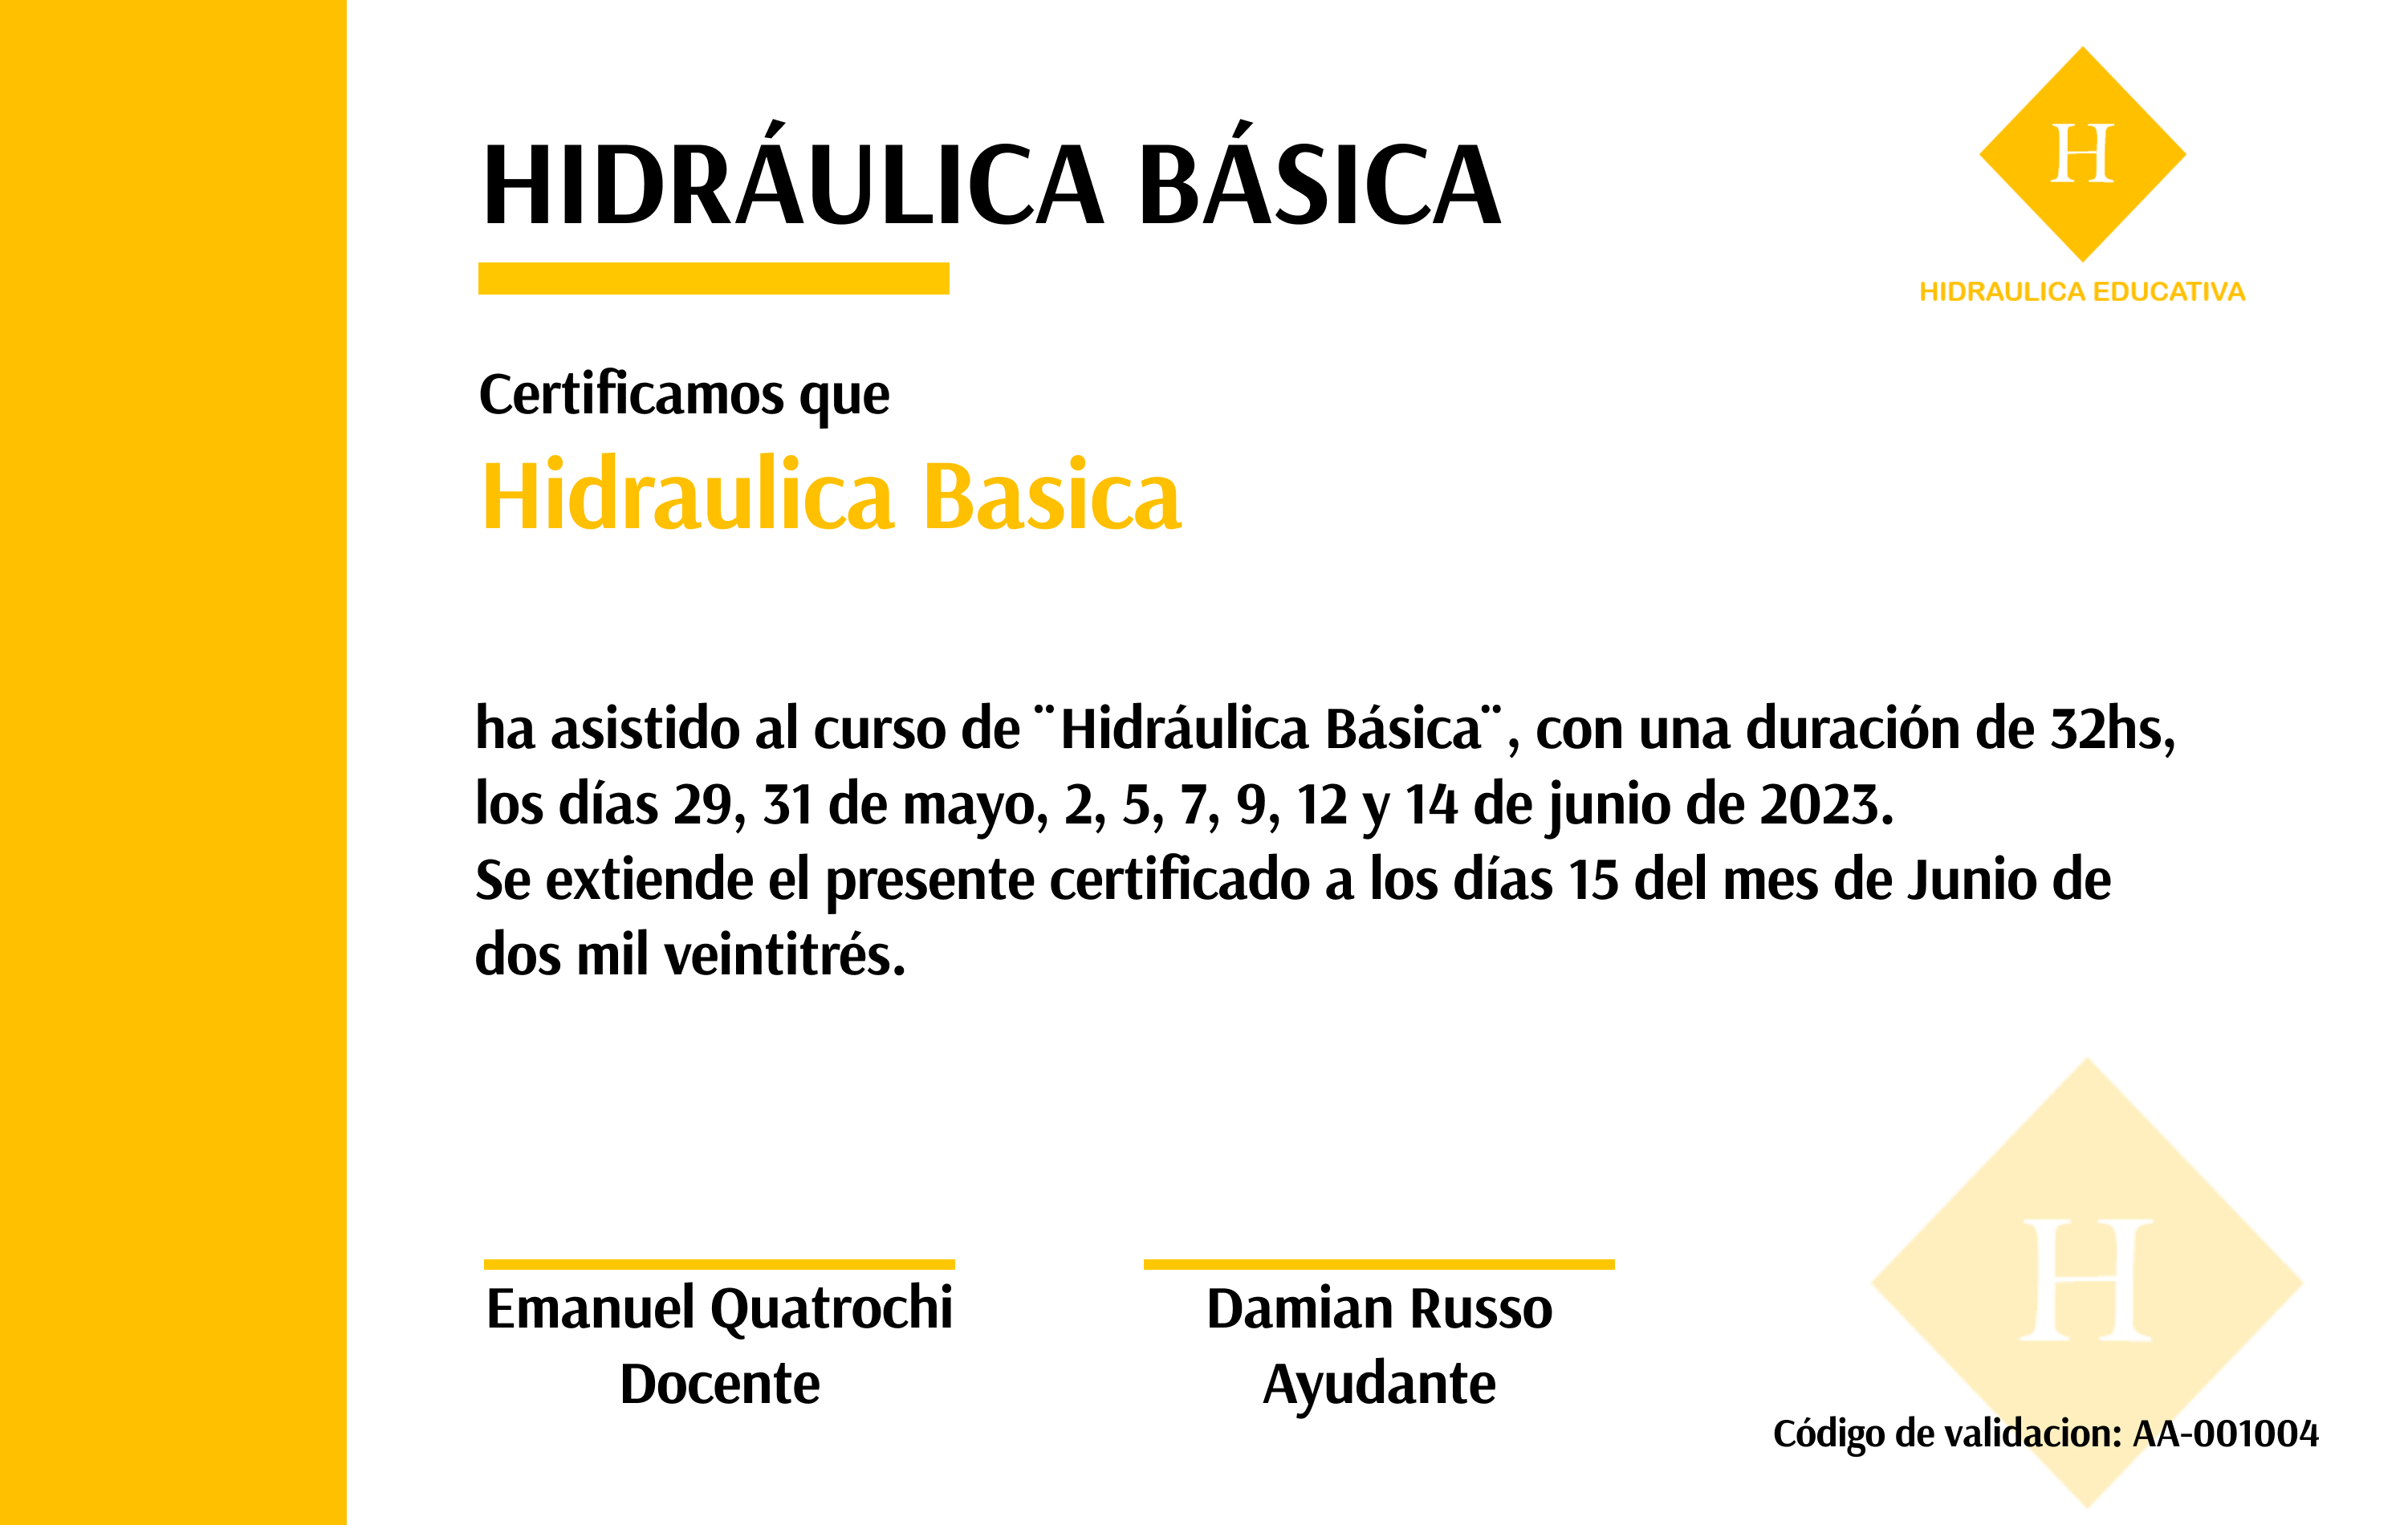 HIDRÁULICA BÁSICA
H
HIDRAULICA EDUCATIVA
Certificamos que
Hidraulica Basica
ha asistido al curso de ¨Hidráulica Básica¨, con una duración de 32hs,
los días 29, 31 de mayo, 2, 5, 7, 9, 12 y 14 de junio de 2023.
Se extiende el presente certificado a los días 15 del mes de Junio de
dos mil veintitrés.
Emanuel Quatrochi
Docente
Damian Russo
Ayudante
H
Código de validacion: AA-001004